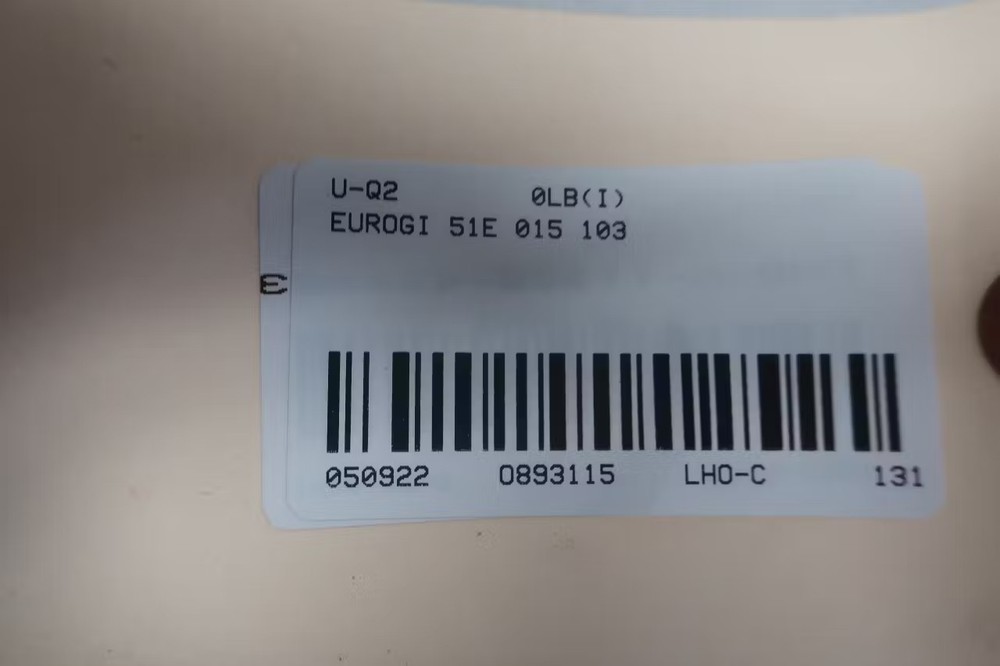 U-Q2 0LB(I)
EUROGI 51E 015 103
E
050922 0893115 LHO-C 131